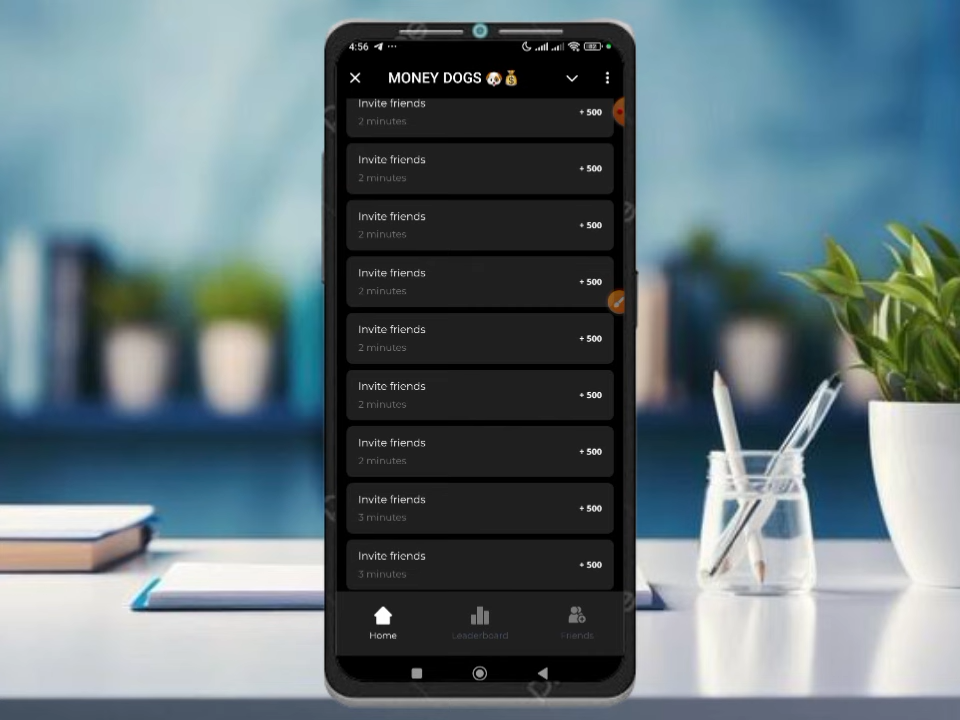 4:56
82
MONEY DOGS 🐶💰
Invite friends
2 minutes
+ 500
Invite friends
2 minutes
+ 500
Invite friends
2 minutes
+ 500
Invite friends
2 minutes
+ 500
Invite friends
2 minutes
+ 500
Invite friends
2 minutes
+ 500
Invite friends
2 minutes
+ 500
Invite friends
3 minutes
+ 500
Invite friends
3 minutes
+ 500
Home
Leaderboard
Friends